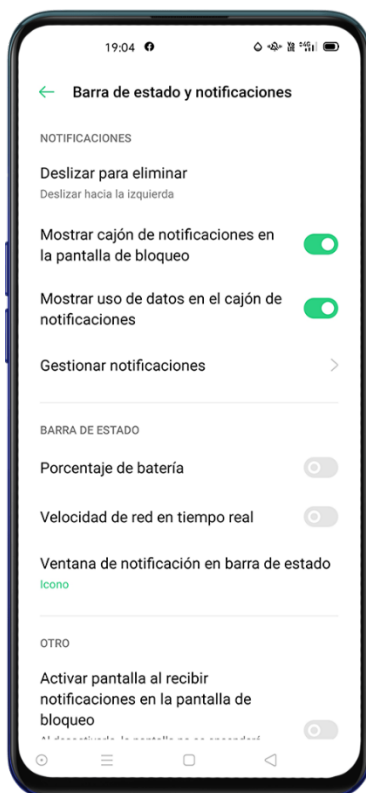 19:04
Barra de estado y notificaciones
NOTIFICACIONES
Deslizar para eliminar
Deslizar hacia la izquierda
Mostrar cajón de notificaciones en
la pantalla de bloqueo
Mostrar uso de datos en el cajón de
notificaciones
Gestionar notificaciones
BARRA DE ESTADO
Porcentaje de batería
Velocidad de red en tiempo real
Ventana de notificación en barra de estado
Icono
OTRO
Activar pantalla al recibir
notificaciones en la pantalla de
bloqueo